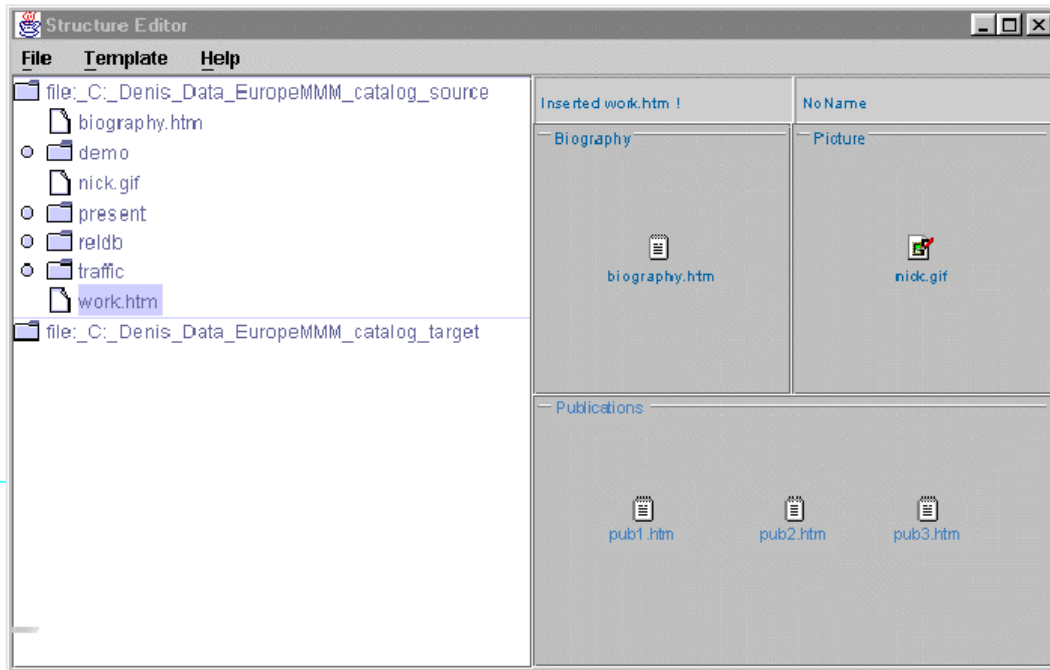 Structure Editor
File Template Help
file:_C:_Denis_Data_EuropeMMM_catalog_source
biography.htm
demo
nick.gif
present
reldb
traffic
work.htm
file:_C:_Denis_Data_EuropeMMM_catalog_target
Inserted work.htm !
NoName
Biography
biography.htm
Picture
nick.gif
Publications
pub1.htm
pub2.htm
pub3.htm